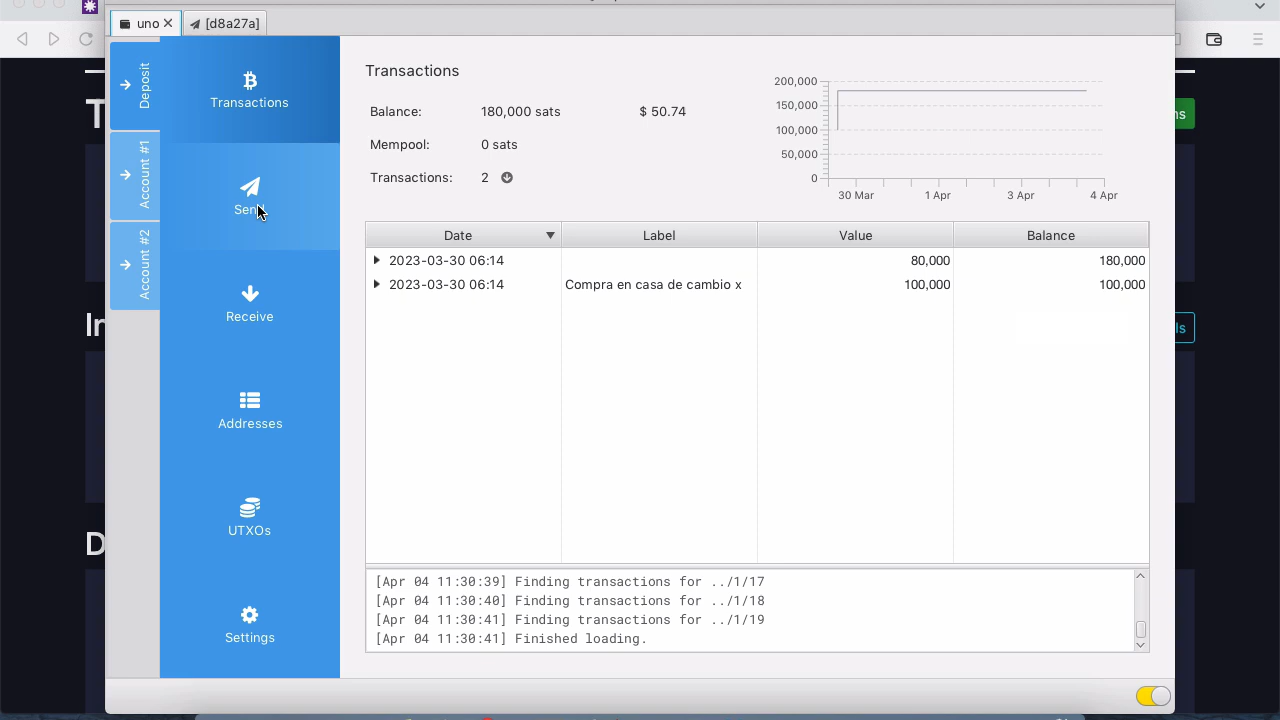 uno
[d8a27a]
Deposit
Account #1
Account #2
Transactions
Send
Receive
Addresses
UTXOs
Settings
Transactions
Balance: 180,000 sats $ 50.74
Mempool: 0 sats
Transactions: 2
200,000
150,000
100,000
50,000
0
30 Mar 1 Apr 3 Apr 4 Apr
Date Label Value Balance
2023-03-30 06:14 80,000 180,000
2023-03-30 06:14 Compra en casa de cambio x 100,000 100,000
[Apr 04 11:30:39] Finding transactions for ../1/17
[Apr 04 11:30:40] Finding transactions for ../1/18
[Apr 04 11:30:41] Finding transactions for ../1/19
[Apr 04 11:30:41] Finished loading.